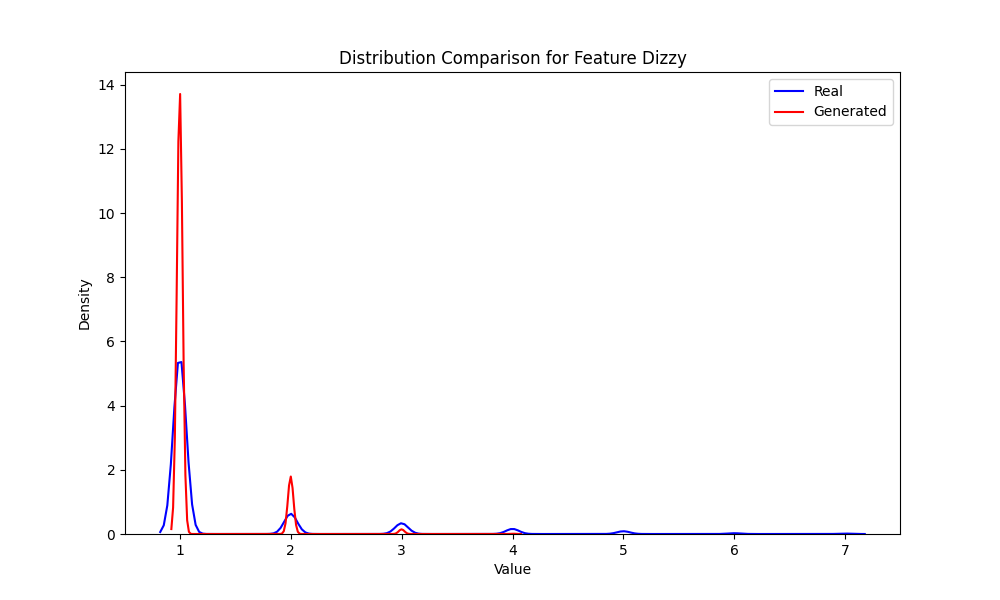 Distribution Comparison for Feature Dizzy
Real
Generated
14
12
10
8
6
4
2
0
Density
1 2 3 4 5 6 7
Value